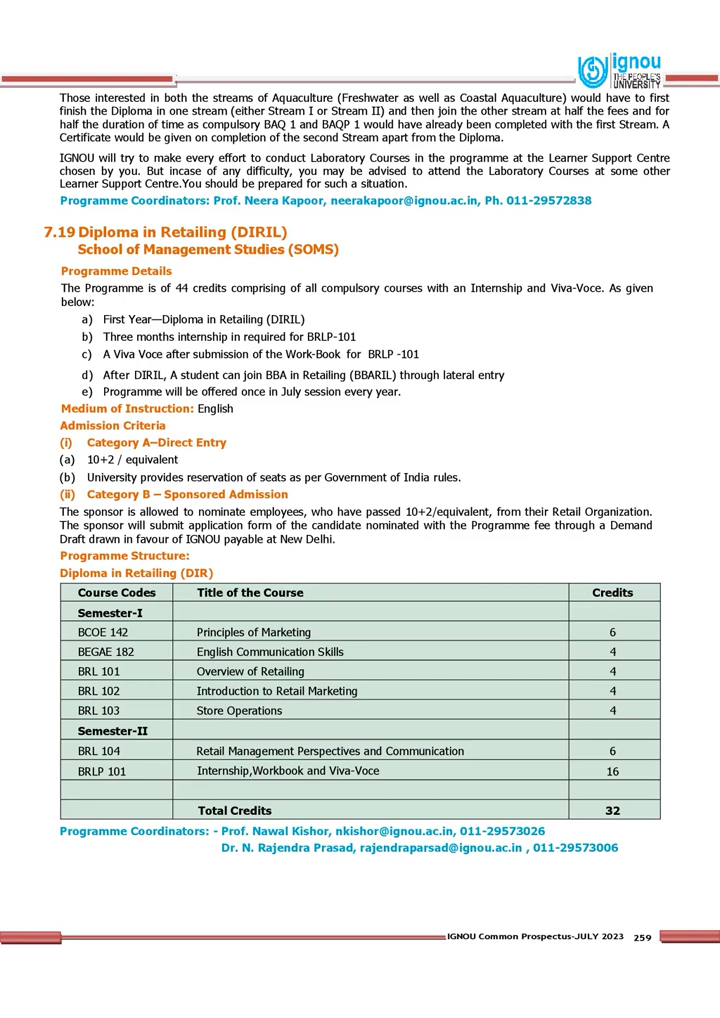 ignou
THE PEOPLE'S
UNIVERSITY
Those interested in both the streams of Aquaculture (Freshwater as well as Coastal Aquaculture) would have to first
finish the Diploma in one stream (either Stream I or Stream II) and then join the other stream at half the fees and for
half the duration of time as compulsory BAQ 1 and BAQP 1 would have already been completed with the first Stream. A
Certificate would be given on completion of the second Stream apart from the Diploma.
IGNOU will try to make every effort to conduct Laboratory Courses in the programme at the Learner Support Centre
chosen by you. But incase of any difficulty, you may be advised to attend the Laboratory Courses at some other
Learner Support Centre.You should be prepared for such a situation.
Programme Coordinators: Prof. Neera Kapoor, neerakapoor@ignou.ac.in, Ph. 011-29572838
7.19 Diploma in Retailing (DIRIL)
School of Management Studies (SOMS)
Programme Details
The Programme is of 44 credits comprising of all compulsory courses with an Internship and Viva-Voce. As given
below:
a) First Year—Diploma in Retailing (DIRIL)
b) Three months internship in required for BRLP-101
c) A Viva Voce after submission of the Work-Book for BRLP -101
d) After DIRIL, A student can join BBA in Retailing (BBARIL) through lateral entry
e) Programme will be offered once in July session every year.
Medium of Instruction: English
Admission Criteria
(i) Category A–Direct Entry
(a) 10+2 / equivalent
(b) University provides reservation of seats as per Government of India rules.
(ii) Category B – Sponsored Admission
The sponsor is allowed to nominate employees, who have passed 10+2/equivalent, from their Retail Organization.
The sponsor will submit application form of the candidate nominated with the Programme fee through a Demand
Draft drawn in favour of IGNOU payable at New Delhi.
Programme Structure:
Diploma in Retailing (DIR)
Course Codes Title of the Course Credits
Semester-I
BCOE 142 Principles of Marketing 6
BEGAE 182 English Communication Skills 4
BRL 101 Overview of Retailing 4
BRL 102 Introduction to Retail Marketing 4
BRL 103 Store Operations 4
Semester-II
BRL 104 Retail Management Perspectives and Communication 6
BRLP 101 Internship,Workbook and Viva-Voce 16
Total Credits 32
Programme Coordinators: - Prof. Nawal Kishor, nkishor@ignou.ac.in, 011-29573026
Dr. N. Rajendra Prasad, rajendraparsad@ignou.ac.in , 011-29573006
IGNOU Common Prospectus-JULY 2023 259